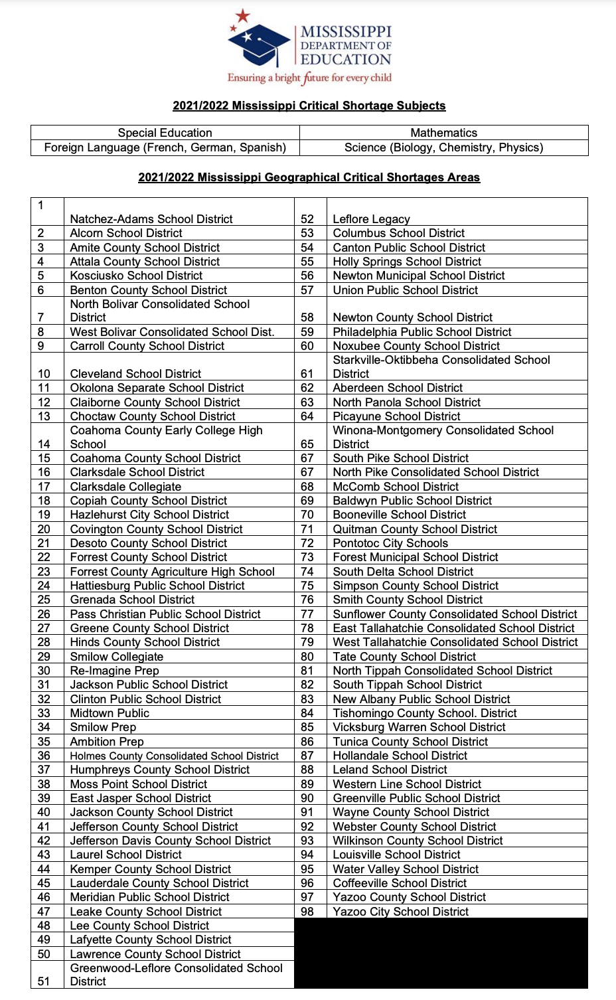 MISSISSIPPI
DEPARTMENT OF
EDUCATION
Ensuring a bright future for every child
2021/2022 Mississippi Critical Shortage Subjects
Special Education Mathematics
Foreign Language (French, German, Spanish) Science (Biology, Chemistry, Physics)
2021/2022 Mississippi Geographical Critical Shortages Areas
1
Natchez-Adams School District 52 Leflore Legacy
2 Alcorn School District 53 Columbus School District
3 Amite County School District 54 Canton Public School District
4 Attala County School District 55 Holly Springs School District
5 Kosciusko School District 56 Newton Municipal School District
6 Benton County School District 57 Union Public School District
North Bolivar Consolidated School
7 District 58 Newton County School District
8 West Bolivar Consolidated School Dist. 59 Philadelphia Public School District
9 Carroll County School District 60 Noxubee County School District
Starkville-Oktibbeha Consolidated School
10 Cleveland School District 61 District
11 Okolona Separate School District 62 Aberdeen School District
12 Claiborne County School District 63 North Panola School District
13 Choctaw County School District 64 Picayune School District
Coahoma County Early College High Winona-Montgomery Consolidated School
14 School 65 District
15 Coahoma County School District 67 South Pike School District
16 Clarksdale School District 67 North Pike Consolidated School District
17 Clarksdale Collegiate 68 McComb School District
18 Copiah County School District 69 Baldwyn Public School District
19 Hazlehurst City School District 70 Booneville School District
20 Covington County School District 71 Quitman County School District
21 Desoto County School District 72 Pontotoc City Schools
22 Forrest County School District 73 Forest Municipal School District
23 Forrest County Agriculture High School 74 South Delta School District
24 Hattiesburg Public School District 75 Simpson County School District
25 Grenada School District 76 Smith County School District
26 Pass Christian Public School District 77 Sunflower County Consolidated School District
27 Greene County School District 78 East Tallahatchie Consolidated School District
28 Hinds County School District 79 West Tallahatchie Consolidated School District
29 Smilow Collegiate 80 Tate County School District
30 Re-Imagine Prep 81 North Tippah Consolidated School District
31 Jackson Public School District 82 South Tippah School District
32 Clinton Public School District 83 New Albany Public School District
33 Midtown Public 84 Tishomingo County School. District
34 Smilow Prep 85 Vicksburg Warren School District
35 Ambition Prep 86 Tunica County School District
36 Holmes County Consolidated School District 87 Hollandale School District
37 Humphreys County School District 88 Leland School District
38 Moss Point School District 89 Western Line School District
39 East Jasper School District 90 Greenville Public School District
40 Jackson County School District 91 Wayne County School District
41 Jefferson County School District 92 Webster County School District
42 Jefferson Davis County School District 93 Wilkinson County School District
43 Laurel School District 94 Louisville School District
44 Kemper County School District 95 Water Valley School District
45 Lauderdale County School District 96 Coffeeville School District
46 Meridian Public School District 97 Yazoo County School District
47 Leake County School District 98 Yazoo City School District
48 Lee County School District
49 Lafyette County School District
50 Lawrence County School District
Greenwood-Leflore Consolidated School
51 District